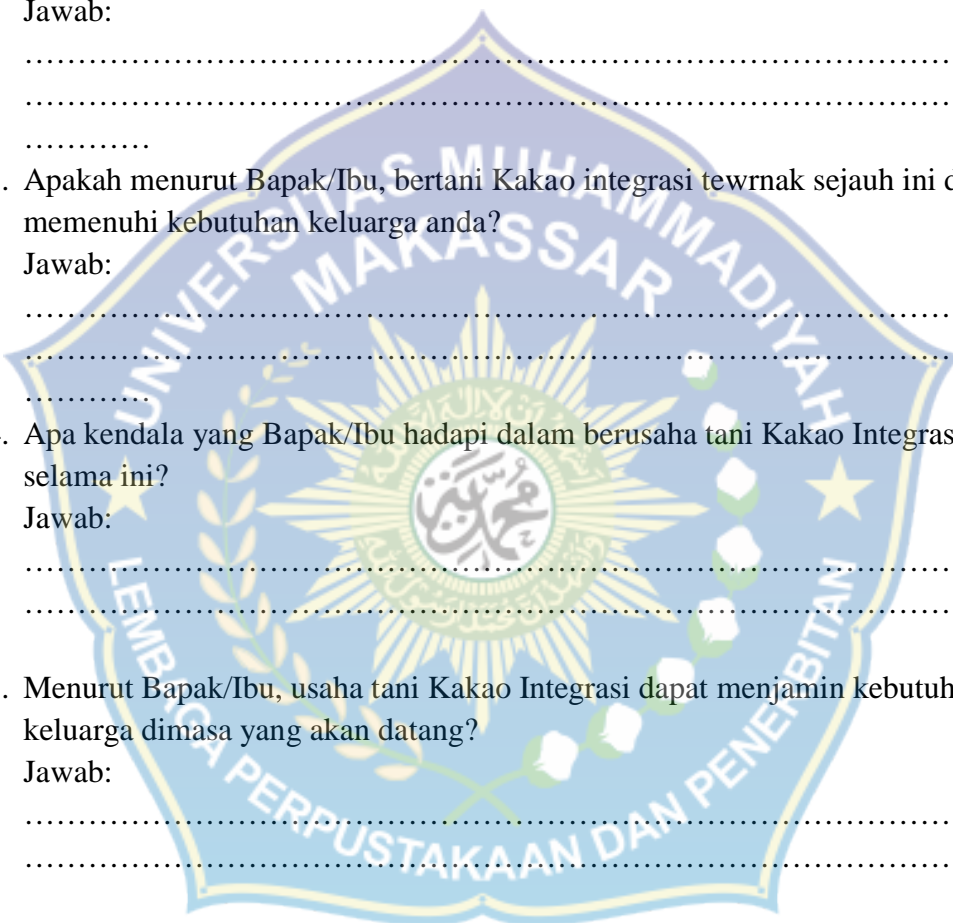 Jawab:
……………………………………………………………………………
……………………………………………………………………………
…………
. Apakah menurut Bapak/Ibu, bertani Kakao integrasi tewrnak sejauh ini
memenuhi kebutuhan keluarga anda?
Jawab:
……………………………………………………………………………
……………………………………………………………………………
…………
. Apa kendala yang Bapak/Ibu hadapi dalam berusaha tani Kakao Integras
selama ini?
Jawab:
……………………………………………………………………………
……………………………………………………………………………
. Menurut Bapak/Ibu, usaha tani Kakao Integrasi dapat menjamin kebutuh
keluarga dimasa yang akan datang?
Jawab:
……………………………………………………………………………
……………………………………………………………………………
UNIVERSITAS MUHAMMADIYAH
MAKASSAR
محمد
LEMBAGA PERPUSTAKAAN DAN PENERBITAN